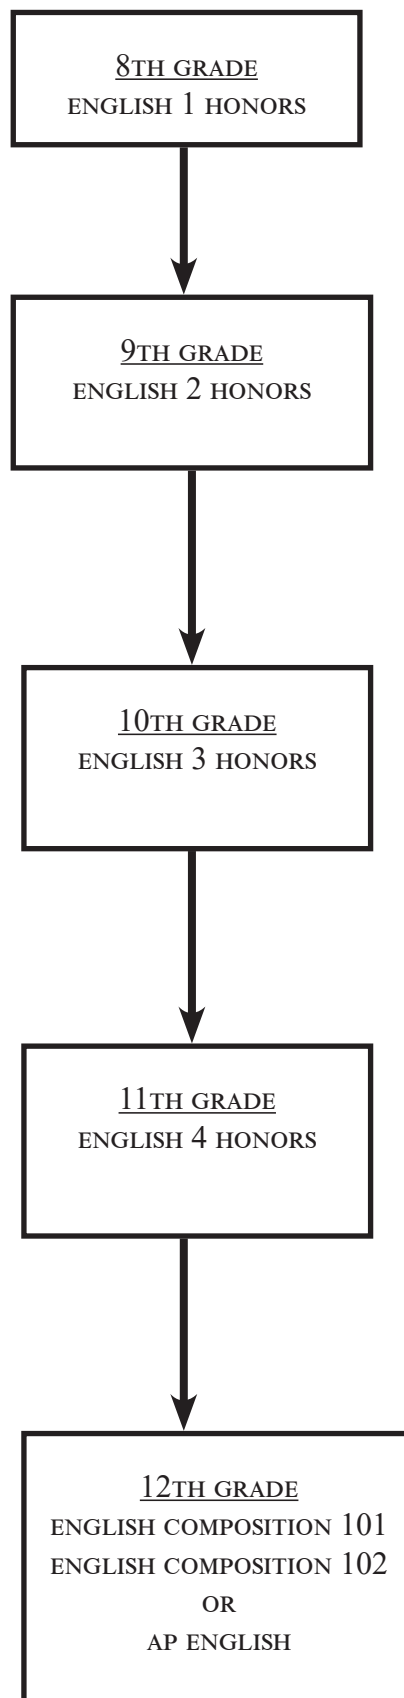 8TH GRADE
ENGLISH 1 HONORS
9TH GRADE
ENGLISH 2 HONORS
10TH GRADE
ENGLISH 3 HONORS
11TH GRADE
ENGLISH 4 HONORS
12TH GRADE
ENGLISH COMPOSITION 101
ENGLISH COMPOSITION 102
OR
AP ENGLISH